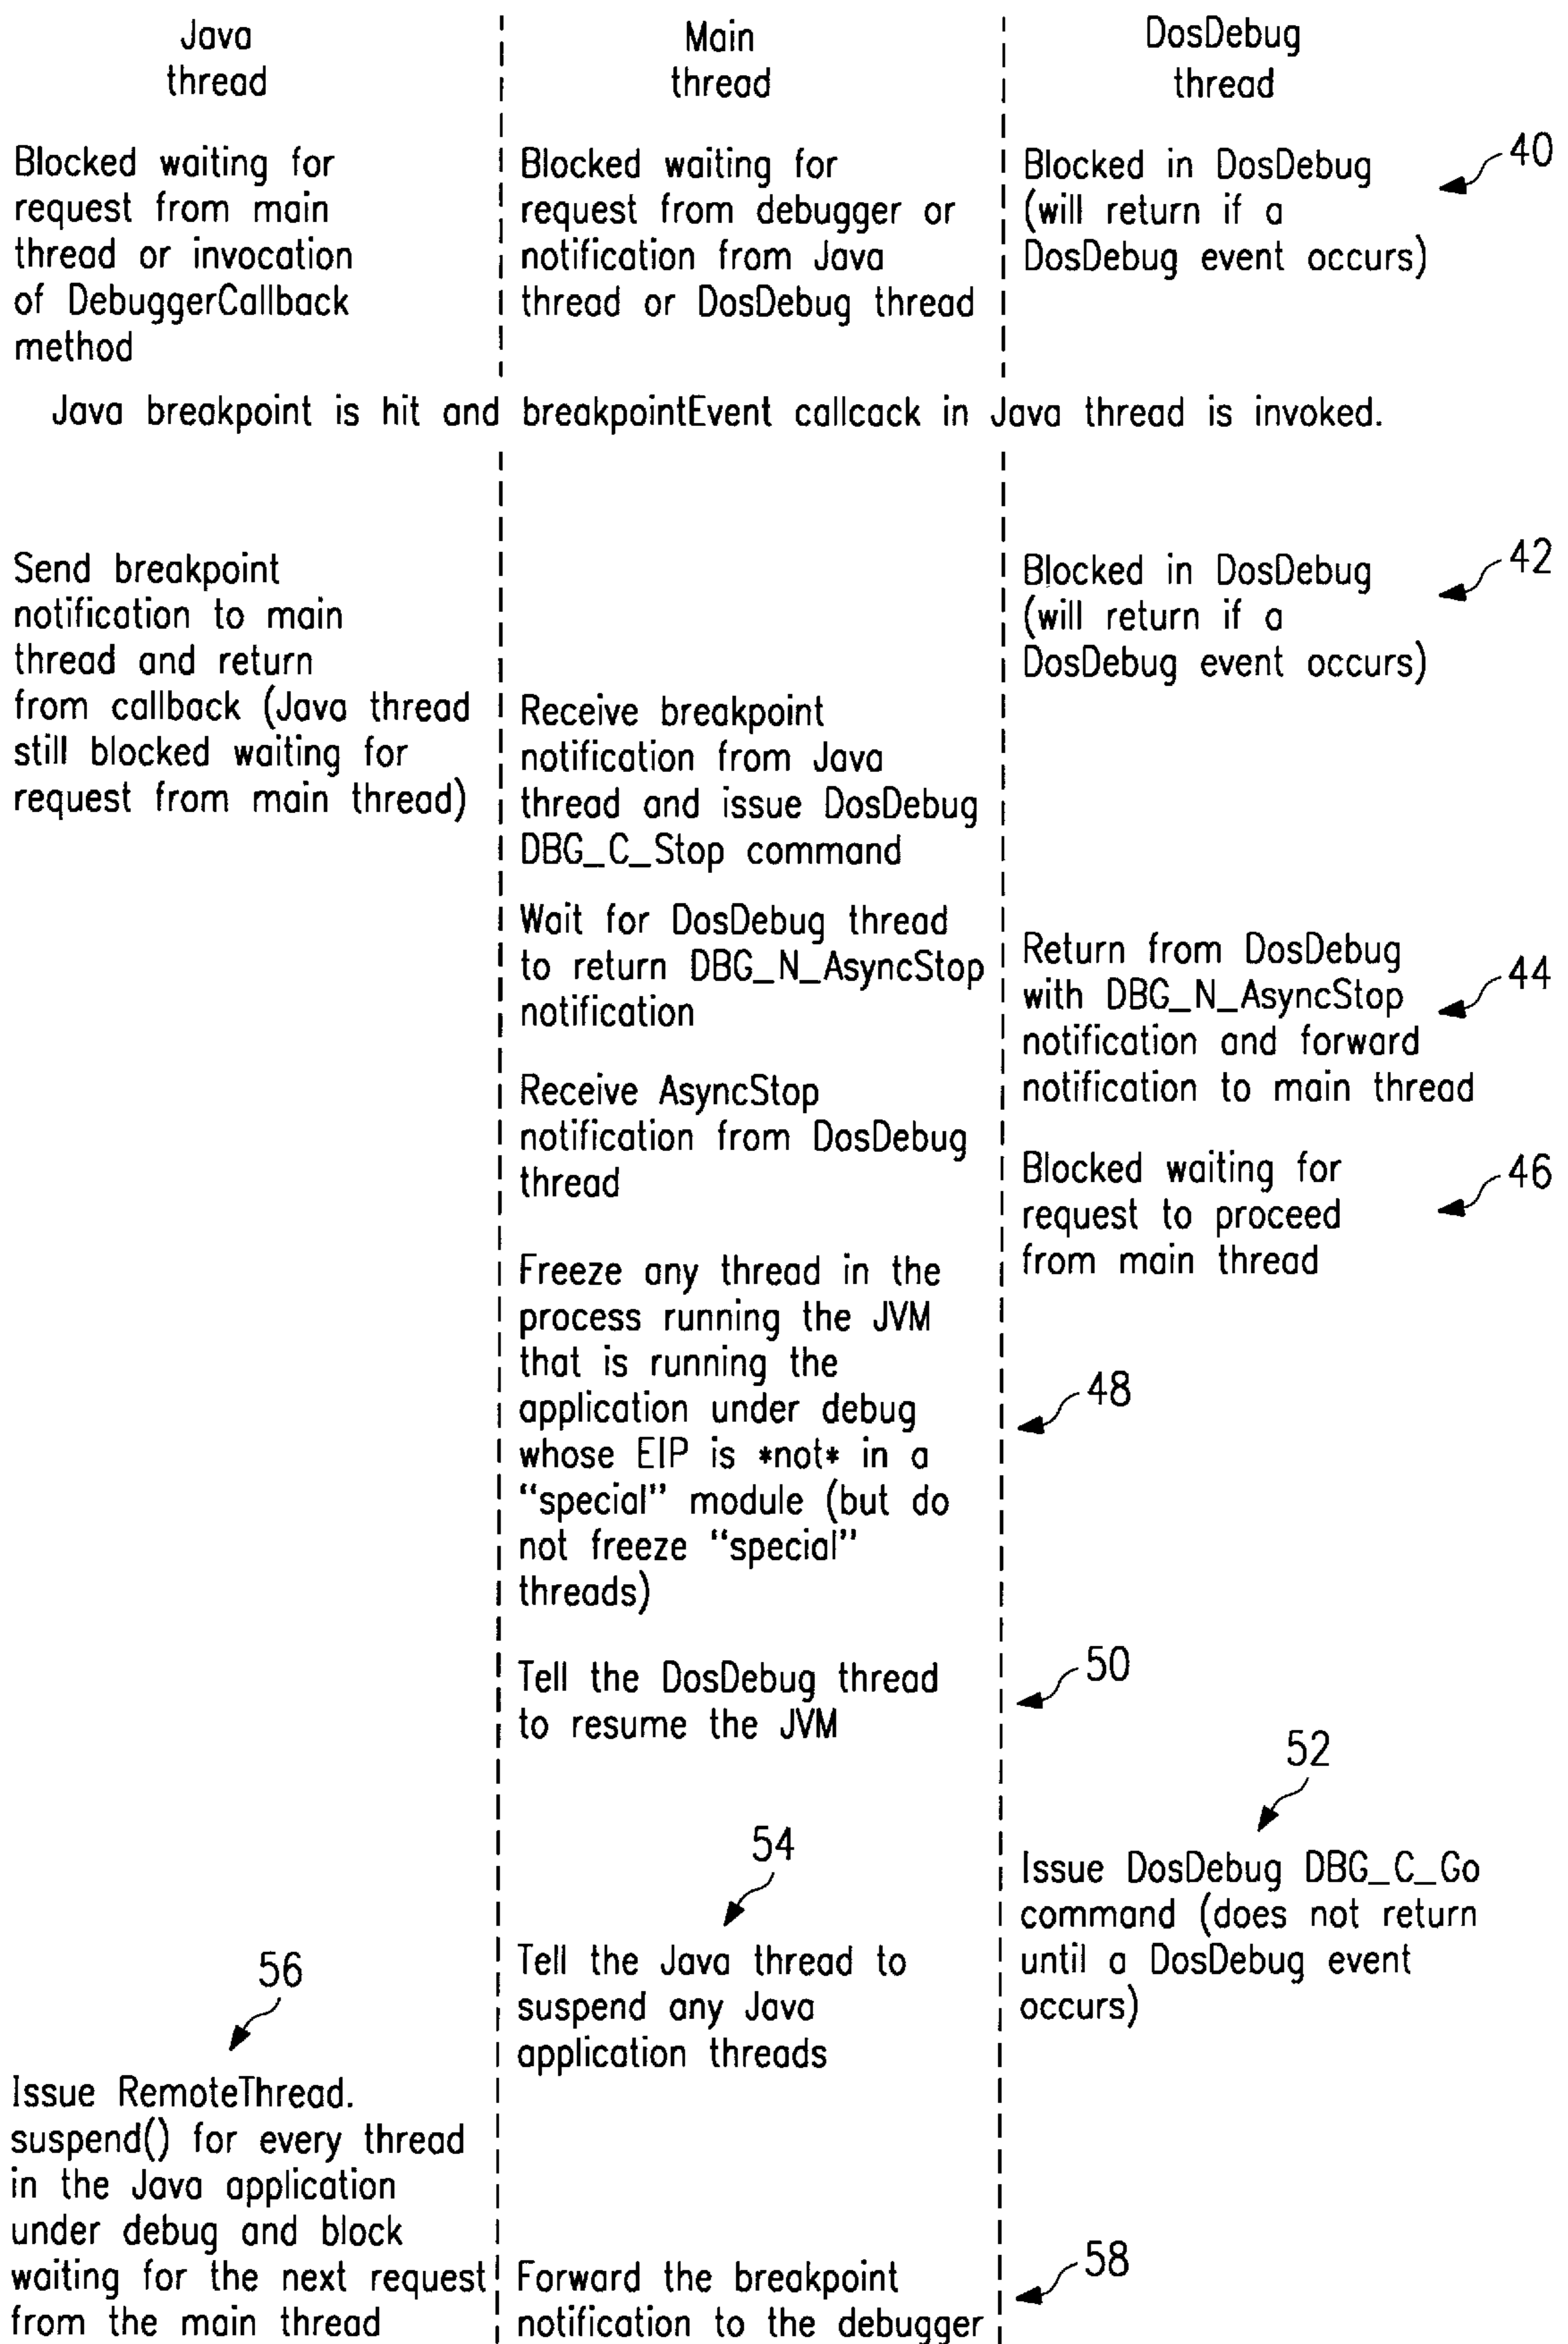 Java
thread
Main
thread
DosDebug
thread
Blocked waiting for
request from main
thread or invocation
of DebuggerCallback
method
Blocked waiting for
request from debugger or
notification from Java
thread or DosDebug thread
Blocked in DosDebug
(will return if a
DosDebug event occurs)
40
Java breakpoint is hit and breakpointEvent callcack in Java thread is invoked.
Send breakpoint
notification to main
thread and return
from callback (Java thread
still blocked waiting for
request from main thread)
Blocked in DosDebug
(will return if a
DosDebug event occurs)
42
Receive breakpoint
notification from Java
thread and issue DosDebug
DBG_C_Stop command
Wait for DosDebug thread
to return DBG_N_AsyncStop
notification
Return from DosDebug
with DBG_N_AsyncStop
notification and forward
notification to main thread
44
Receive AsyncStop
notification from DosDebug
thread
Blocked waiting for
request to proceed
from main thread
46
Freeze any thread in the
process running the JVM
that is running the
application under debug
whose EIP is *not* in a
“special” module (but do
not freeze “special”
threads)
48
Tell the DosDebug thread
to resume the JVM
50
52
Issue DosDebug DBG_C_Go
command (does not return
until a DosDebug event
occurs)
54
Tell the Java thread to
suspend any Java
application threads
56
Issue RemoteThread.
suspend() for every thread
in the Java application
under debug and block
waiting for the next request
from the main thread
Forward the breakpoint
notification to the debugger
58